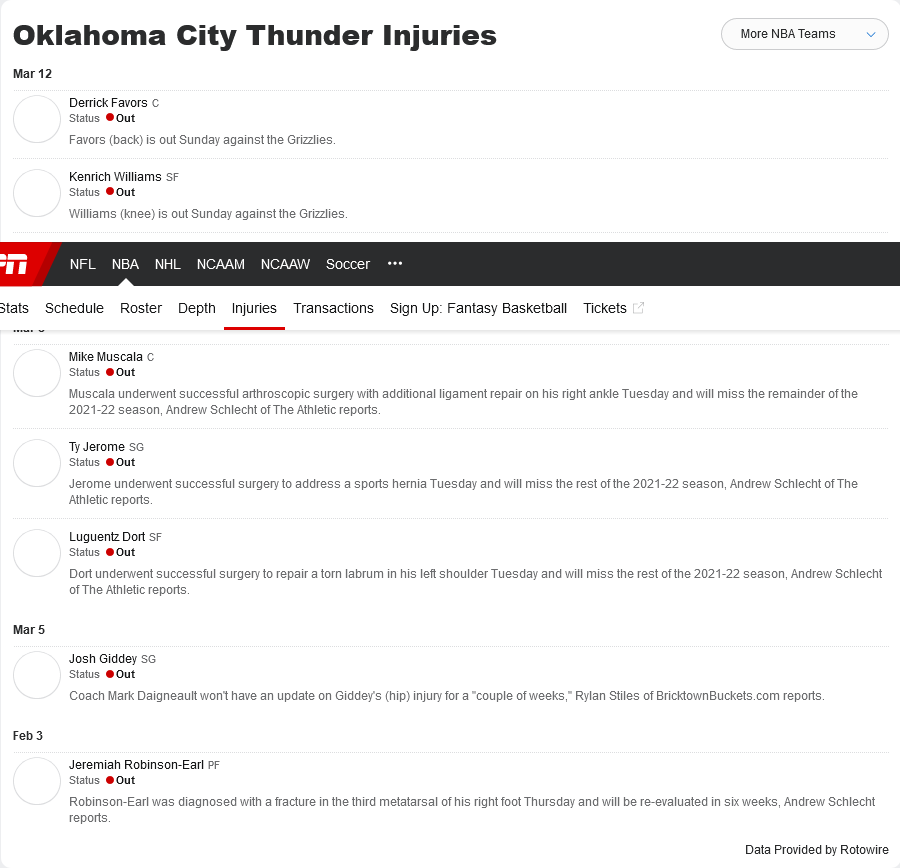 Oklahoma City Thunder Injuries
More NBA Teams
Mar 12
Derrick Favors C
Status Out
Favors (back) is out Sunday against the Grizzlies.
Kenrich Williams SF
Status Out
Williams (knee) is out Sunday against the Grizzlies.
NFL NBA NHL NCAAM NCAAW Soccer •••
Stats Schedule Roster Depth Injuries Transactions Sign Up: Fantasy Basketball Tickets
Mike Muscala C
Status Out
Muscala underwent successful arthroscopic surgery with additional ligament repair on his right ankle Tuesday and will miss the remainder of the
2021-22 season, Andrew Schlecht of The Athletic reports.
Ty Jerome SG
Status Out
Jerome underwent successful surgery to address a sports hernia Tuesday and will miss the rest of the 2021-22 season, Andrew Schlecht of The
Athletic reports.
Luguentz Dort SF
Status Out
Dort underwent successful surgery to repair a torn labrum in his left shoulder Tuesday and will miss the rest of the 2021-22 season, Andrew Schlecht
of The Athletic reports.
Mar 5
Josh Giddey SG
Status Out
Coach Mark Daigneault won't have an update on Giddey's (hip) injury for a "couple of weeks," Rylan Stiles of BricktownBuckets.com reports.
Feb 3
Jeremiah Robinson-Earl PF
Status Out
Robinson-Earl was diagnosed with a fracture in the third metatarsal of his right foot Thursday and will be re-evaluated in six weeks, Andrew Schlecht
reports.
Data Provided by Rotowire